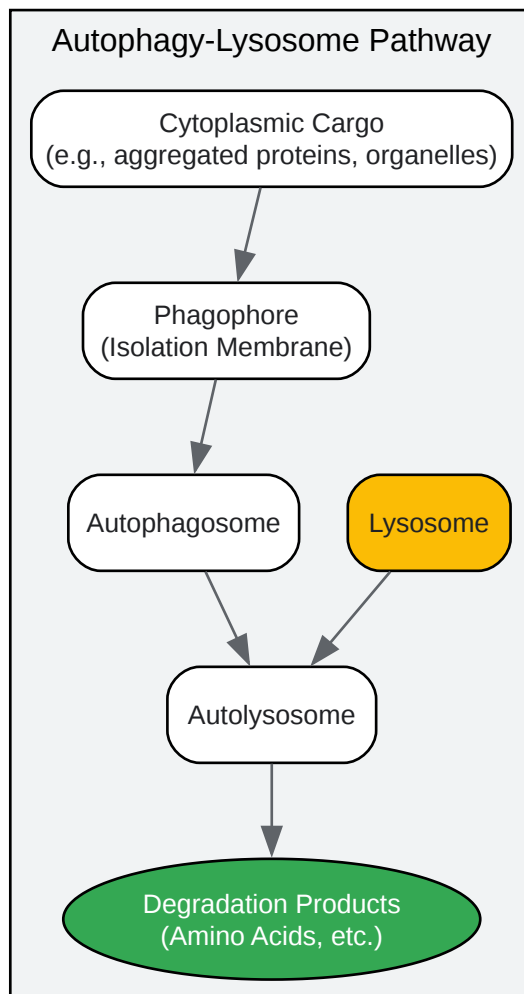 Autophagy-Lysosome Pathway
Cytoplasmic Cargo
(e.g., aggregated proteins, organelles)
Phagophore
(Isolation Membrane)
Autophagosome
Lysosome
Autolysosome
Degradation Products
(Amino Acids, etc.)